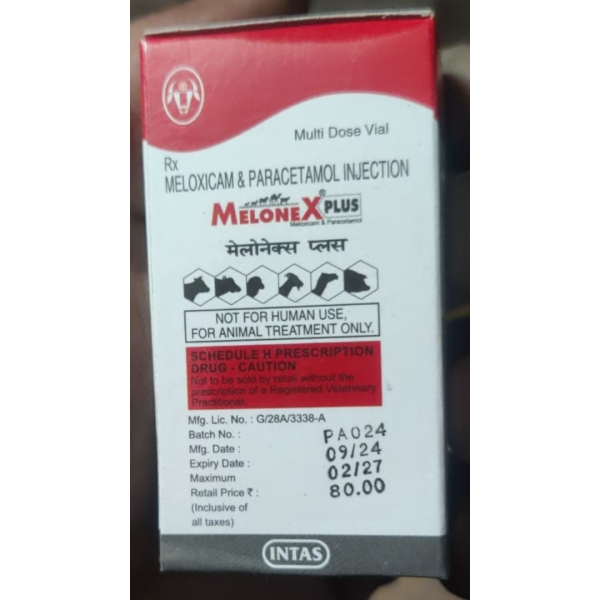 Multi Dose Vial
Rx
MELOXICAM & PARACETAMOL INJECTION
MELONEX® PLUS
Meloxicam & Paracetamol
मेलोनेक्स प्लस
NOT FOR HUMAN USE,
FOR ANIMAL TREATMENT ONLY.
SCHEDULE H PRESCRIPTION
DRUG - CAUTION
Not to be sold by retail without the
prescription of a Registered Veterinary
Practitioner.
Mfg. Lic. No. : G/28A/3338-A
Batch No. : PA024
Mfg. Date : 09/24
Expiry Date : 02/27
Maximum
Retail Price ₹ : 80.00
(Inclusive of
all taxes)
INTAS